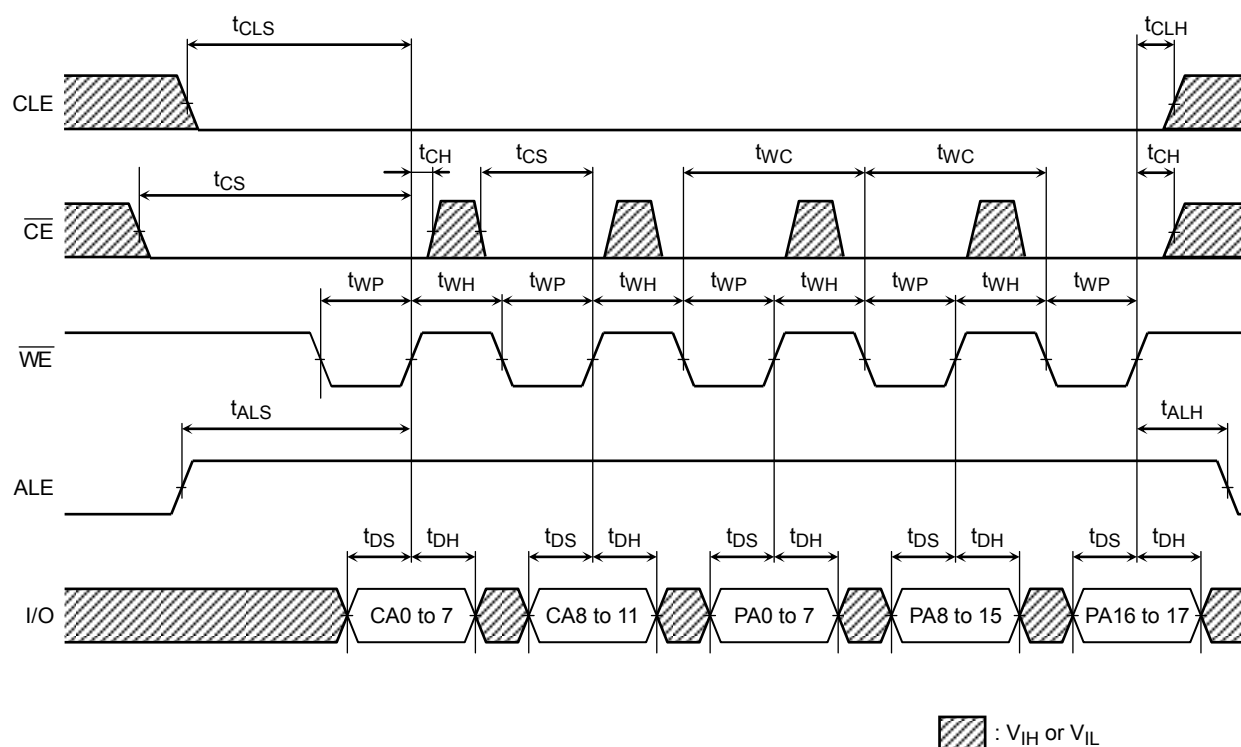 tCLS tCLH
CLE
tCH tCS tWC tWC tCH
tCS
CE
tWP tWH tWP tWH tWP tWH tWP tWH tWP
WE
tALS tALH
ALE
tDS tDH tDS tDH tDS tDH tDS tDH tDS tDH
I/O CA0 to 7 CA8 to 11 PA0 to 7 PA8 to 15 PA16 to 17
: VIH or VIL